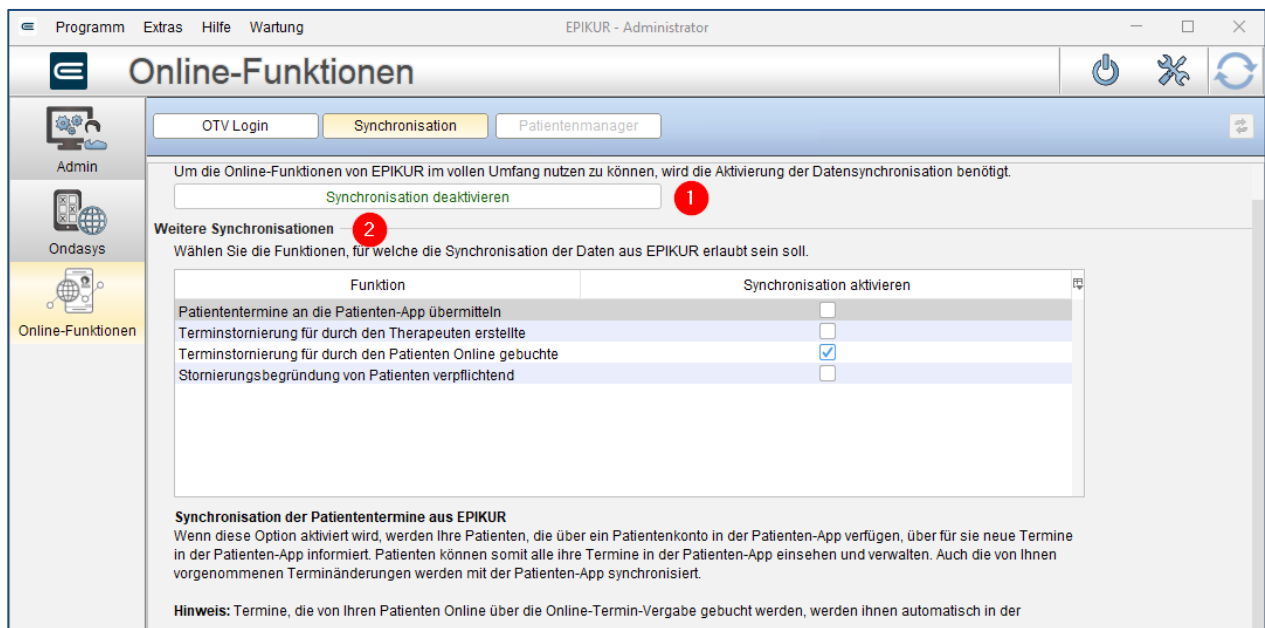 Programm Extras Hilfe Wartung EPIKUR - Administrator
Online-Funktionen
OTV Login Synchronisation Patientenmanager
Admin
Um die Online-Funktionen von EPIKUR im vollen Umfang nutzen zu können, wird die Aktivierung der Datensynchronisation benötigt.
Synchronisation deaktivieren 1
Weitere Synchronisationen 2
Ondasys
Wählen Sie die Funktionen, für welche die Synchronisation der Daten aus EPIKUR erlaubt sein soll.
Funktion Synchronisation aktivieren
Patiententermine an die Patienten-App übermitteln
Online-Funktionen
Terminstornierung für durch den Therapeuten erstellte
Terminstornierung für durch den Patienten Online gebuchte
Stornierungsbegründung von Patienten verpflichtend
Synchronisation der Patiententermine aus EPIKUR
Wenn diese Option aktiviert wird, werden Ihre Patienten, die über ein Patientenkonto in der Patienten-App verfügen, über für sie neue Termine
in der Patienten-App informiert. Patienten können somit alle ihre Termine in der Patienten-App einsehen und verwalten. Auch die von Ihnen
vorgenommenen Terminänderungen werden mit der Patienten-App synchronisiert.
Hinweis: Termine, die von Ihren Patienten Online über die Online-Termin-Vergabe gebucht werden, werden ihnen automatisch in der